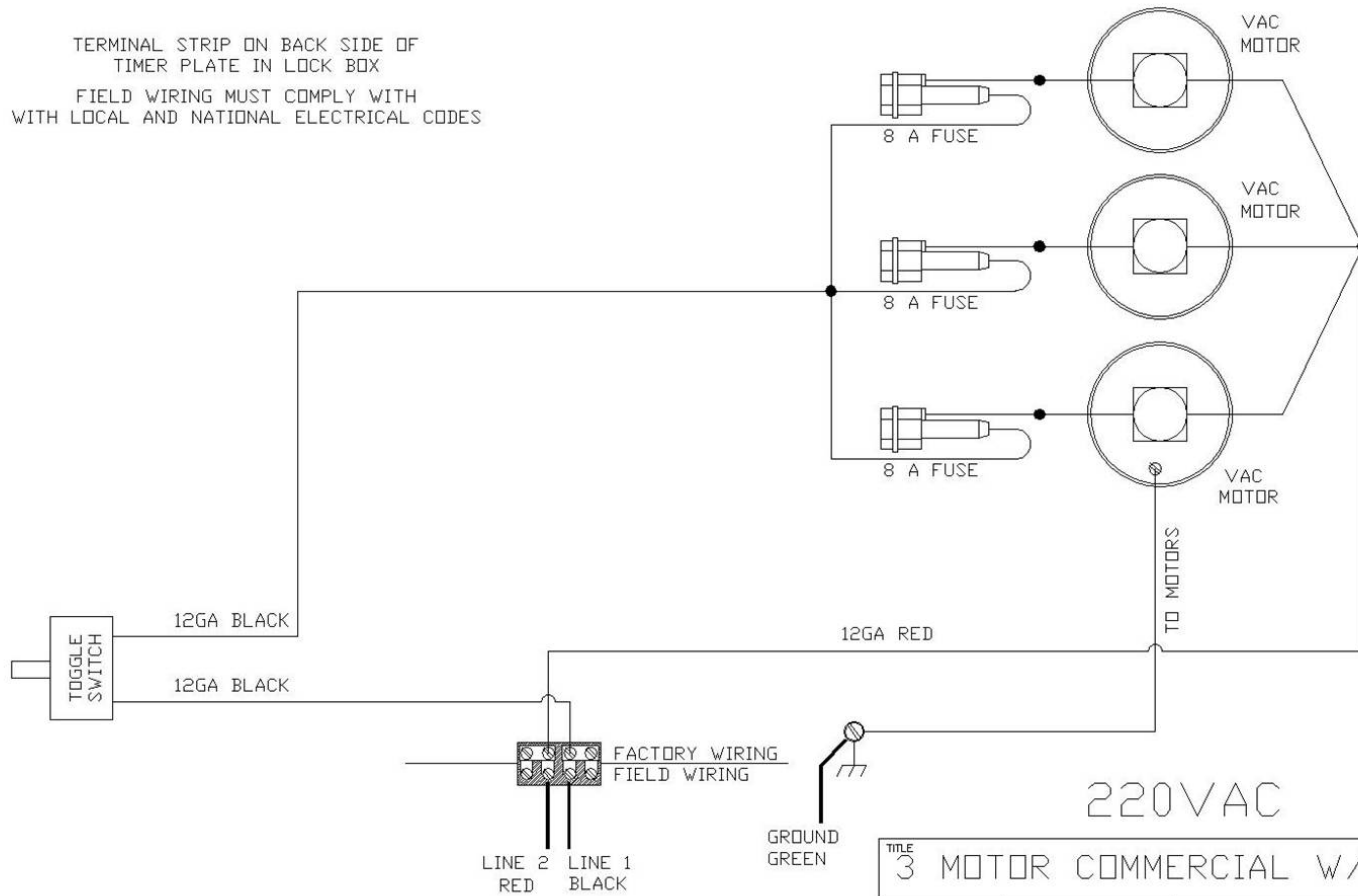 TERMINAL STRIP ON BACK SIDE OF
TIMER PLATE IN LOCK BOX
FIELD WIRING MUST COMPLY WITH
WITH LOCAL AND NATIONAL ELECTRICAL CODES
VAC
MOTOR
8 A FUSE
VAC
MOTOR
8 A FUSE
8 A FUSE
VAC
MOTOR
TO MOTORS
12GA BLACK
12GA RED
TOGGLE
SWITCH
12GA BLACK
FACTORY WIRING
FIELD WIRING
LINE 2
RED
LINE 1
BLACK
GROUND
GREEN
220VAC
TITLE
3 MOTOR COMMERCIAL W/